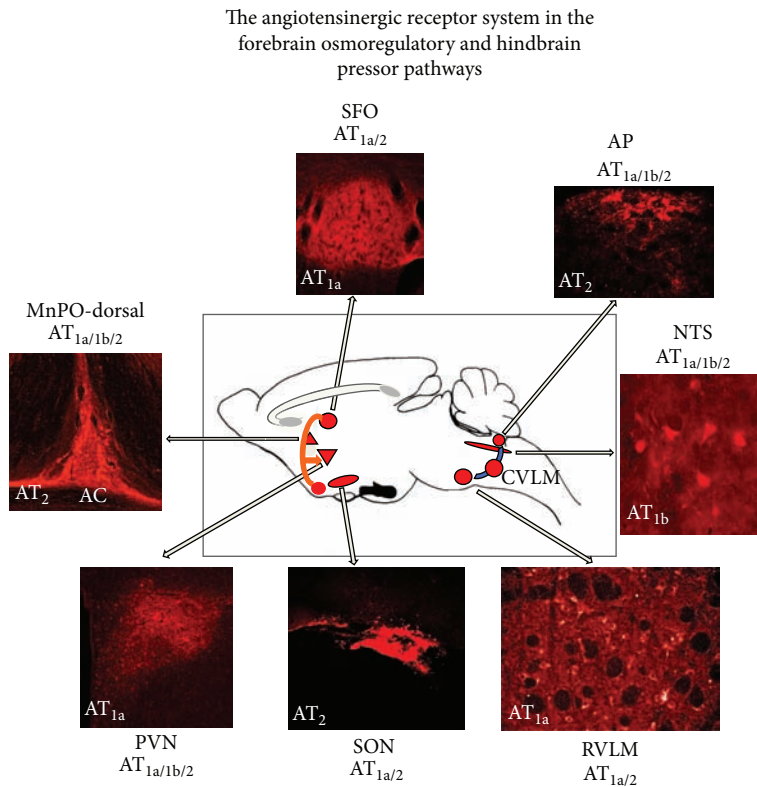 The angiotensinergic receptor system in the
forebrain osmoregulatory and hindbrain
pressor pathways
SFO
AT1a/2
AT1a
AP
AT1a/1b/2
AT2
MnPO-dorsal
AT1a/1b/2
AT2 AC
NTS
AT1a/1b/2
AT1b
CVLM
AT1a
PVN
AT1a/1b/2
AT2
SON
AT1a/2
AT1a
RVLM
AT1a/2